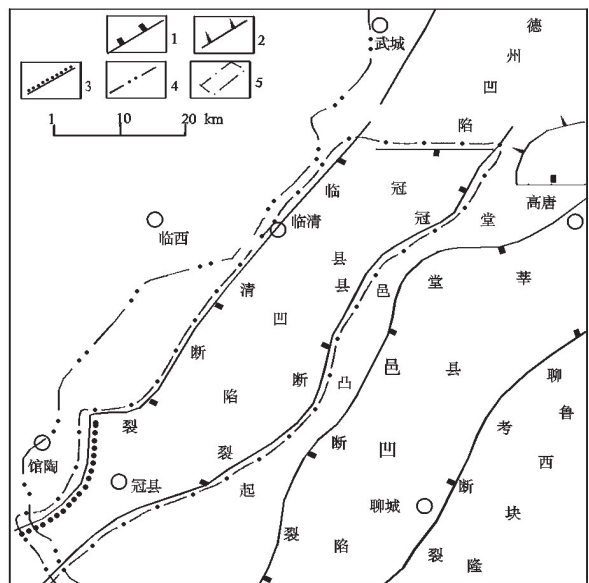 1
2
3
4
5
1 10 20 km
武城
德州凹陷
高唐
临西
临清
临清断裂
冠县凹陷
冠县断裂
堂邑凸起
堂邑断裂
莘县凹陷
聊考断裂
鲁西块隆
馆陶
冠县
聊城